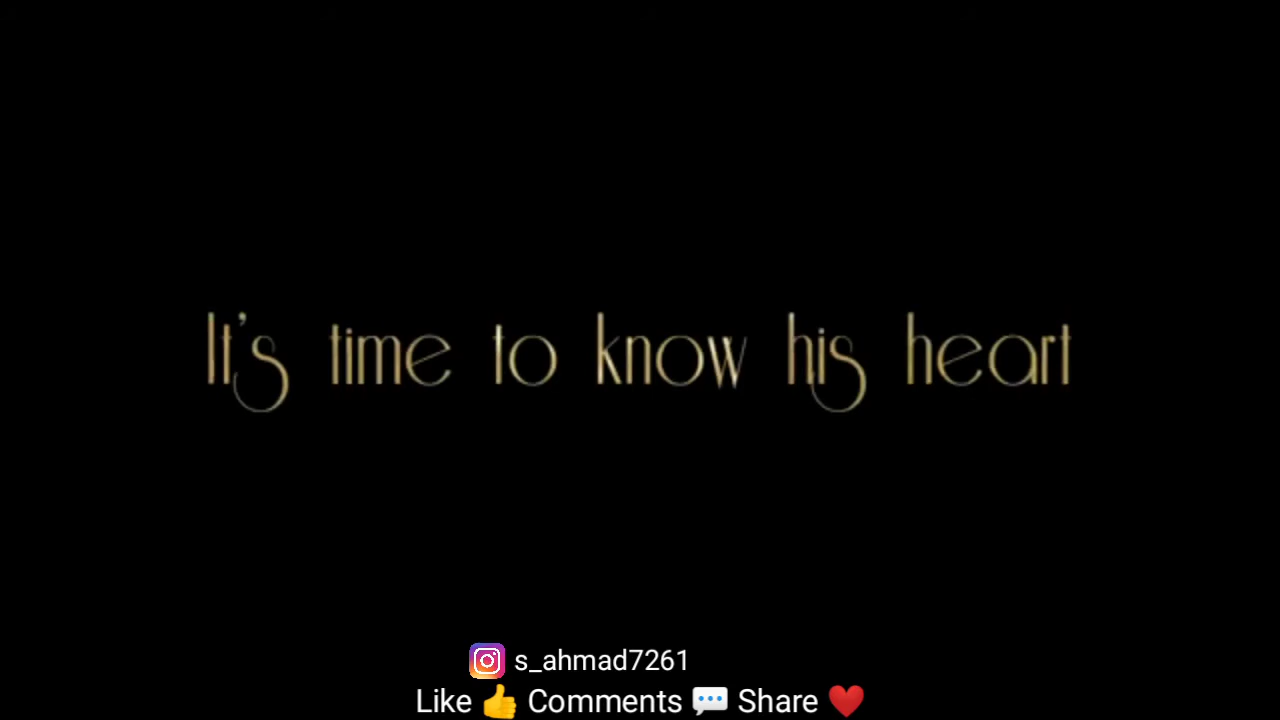 It's time to know his heart
s_ahmad7261
Like 👍 Comments 💬 Share ❤️